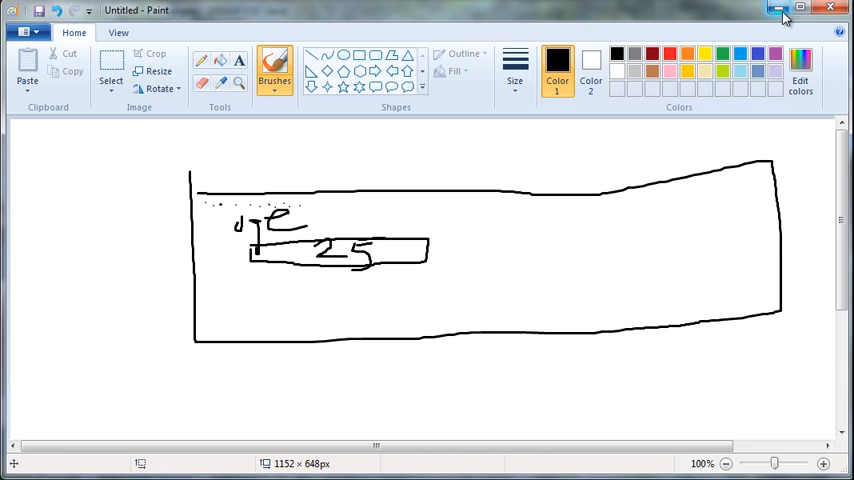 Untitled - Paint
Home View
Paste
Cut
Copy
Clipboard
Select
Crop
Resize
Rotate
Image
A
Tools
Brushes
Outline
Fill
Shapes
Size
Color 1
Color 2
Edit colors
Colors
25
1152 × 648px
100%